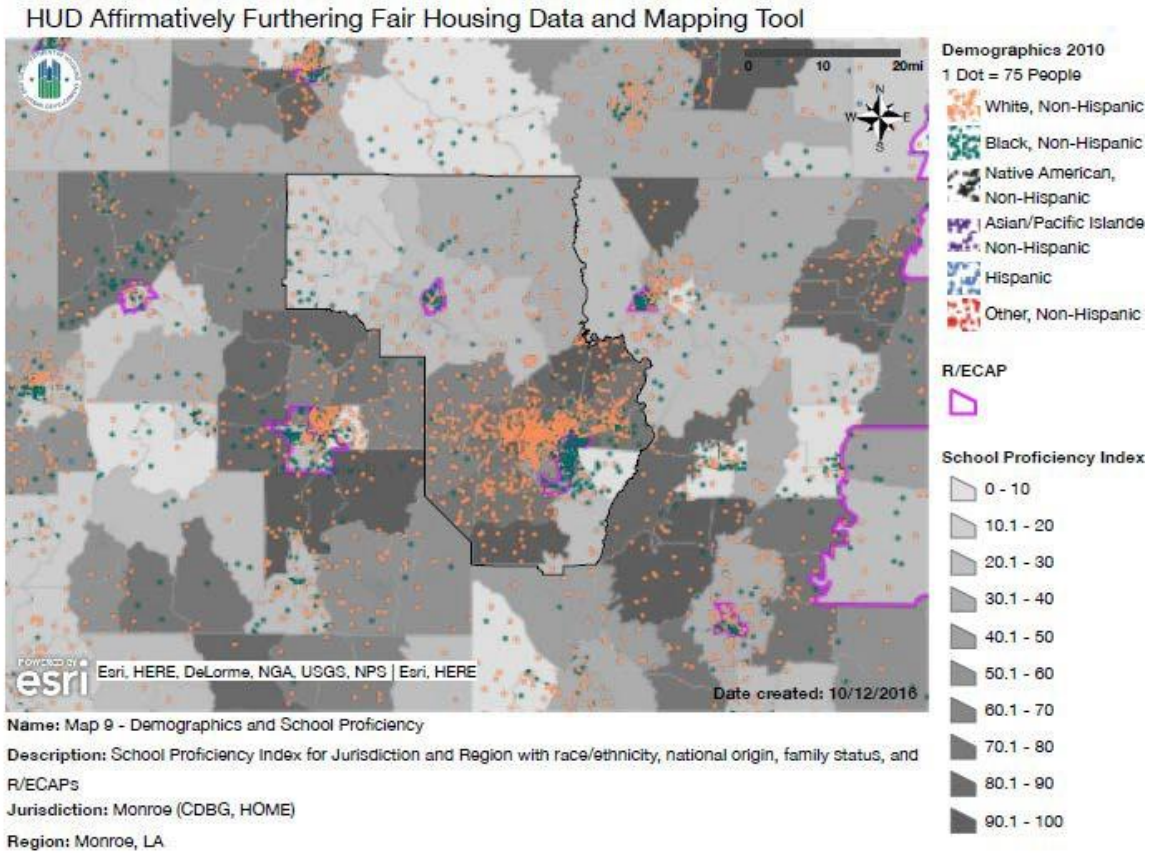 HUD Affirmatively Furthering Fair Housing Data and Mapping Tool
0 10 20mi
N
W E
S
Demographics 2010
1 Dot = 75 People
White, Non-Hispanic
Black, Non-Hispanic
Native American,
Non-Hispanic
Asian/Pacific Islande
Non-Hispanic
Hispanic
Other, Non-Hispanic
R/ECAP
School Proficiency Index
0 - 10
10.1 - 20
20.1 - 30
30.1 - 40
40.1 - 50
50.1 - 60
60.1 - 70
70.1 - 80
80.1 - 90
90.1 - 100
POWERED BY
esri
Esri, HERE, DeLorme, NGA, USGS, NPS | Esri, HERE
Date created: 10/12/2016
Name: Map 9 - Demographics and School Proficiency
Description: School Proficiency Index for Jurisdiction and Region with race/ethnicity, national origin, family status, and
R/ECAPs
Jurisdiction: Monroe (CDBG, HOME)
Region: Monroe, LA